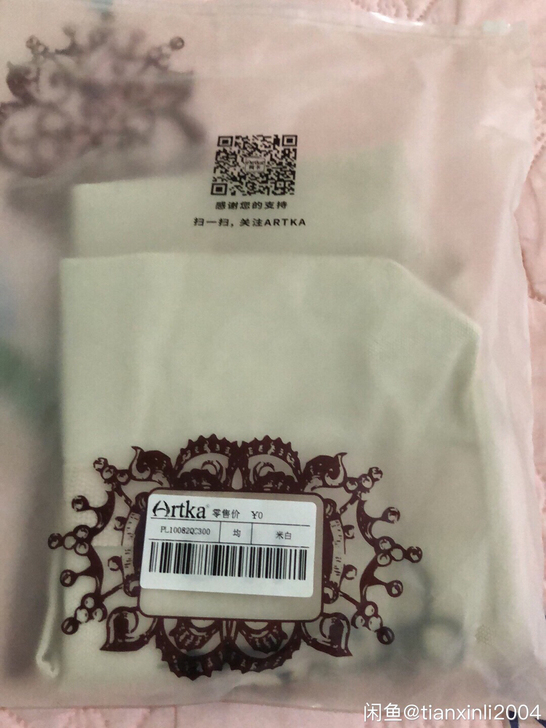 感谢您的支持
扫一扫，关注ARTKA
Artka® 零售价 ¥0
PL10082QC300 均 米白
闲鱼@tianxinli2004